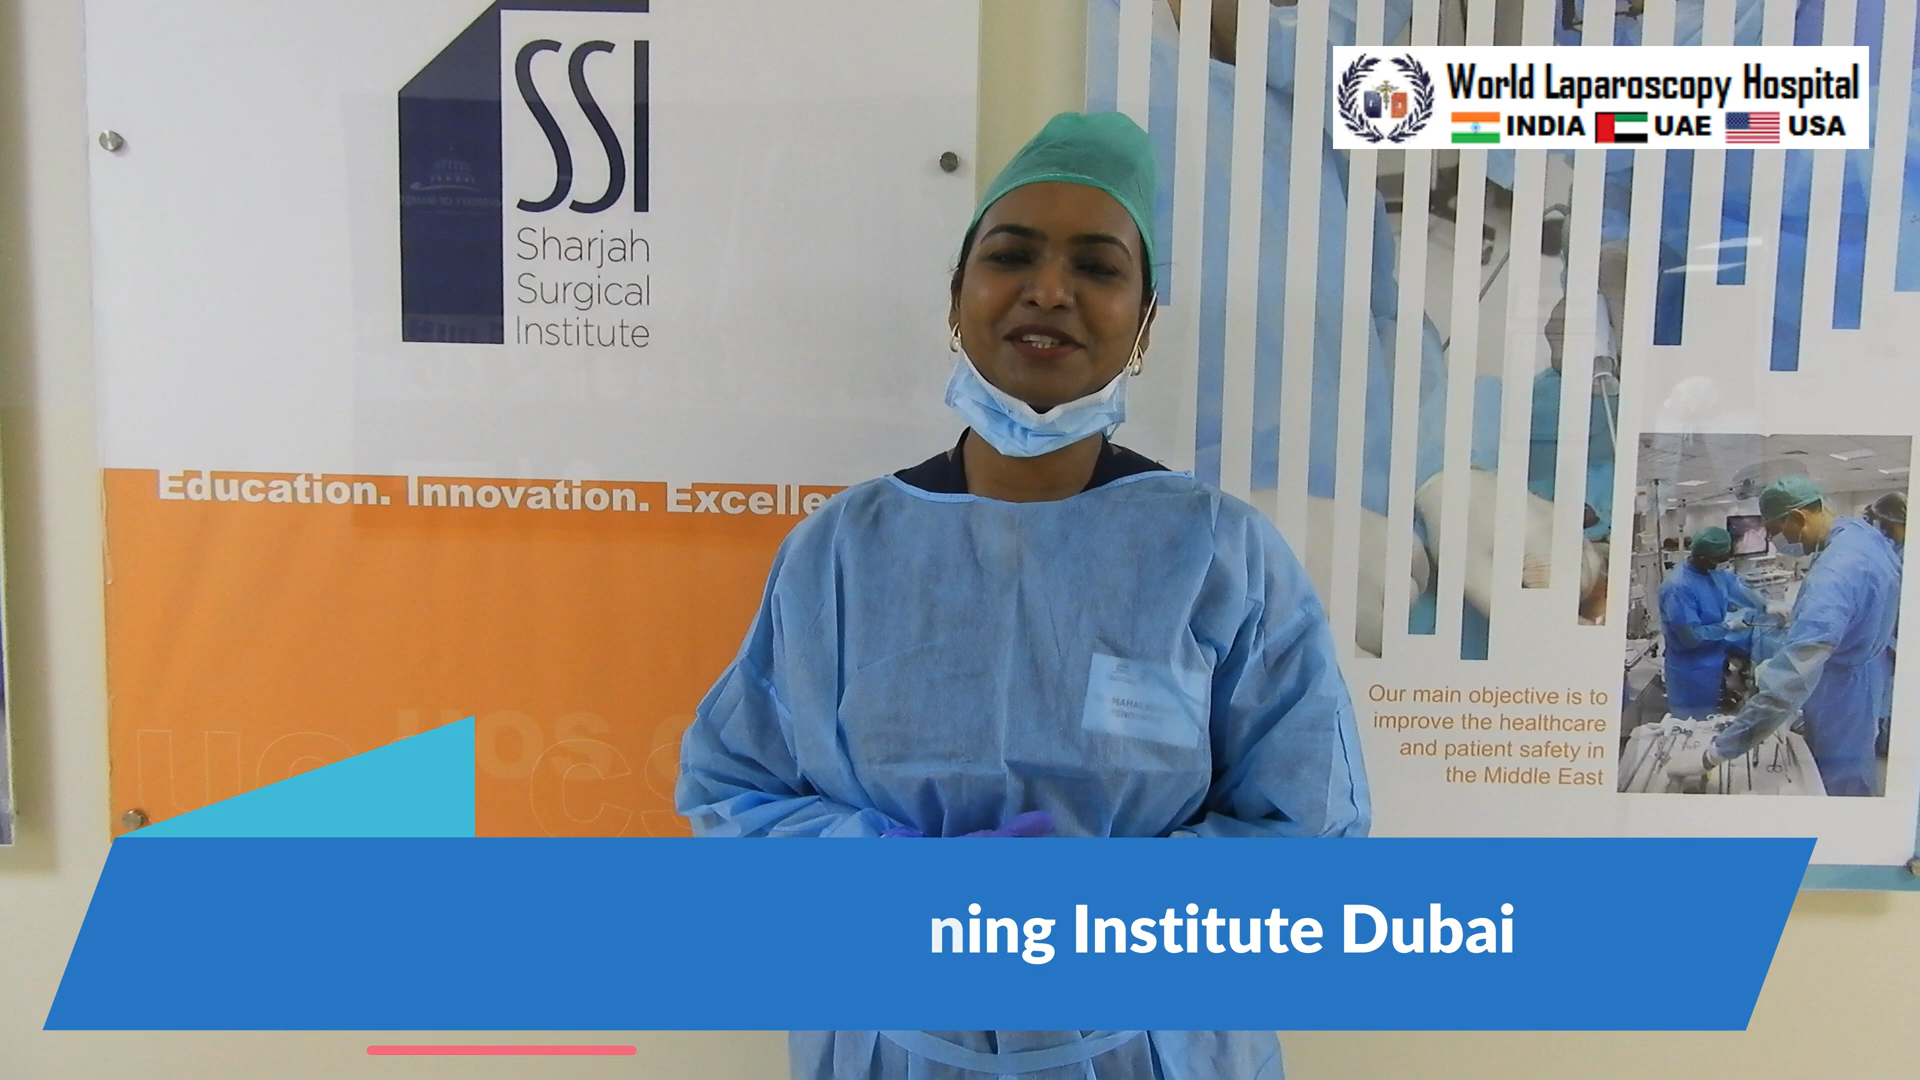 SSI
Sharjah
Surgical
Institute
World Laparoscopy Hospital
INDIA UAE USA
Education. Innovation. Excelle
Our main objective is to
improve the healthcare
and patient safety in
the Middle East
ning Institute Dubai